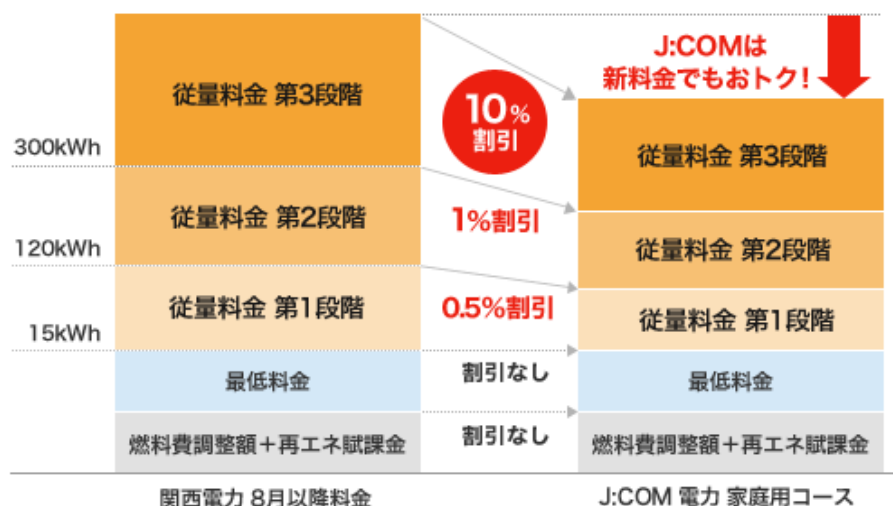 J:COMは
新料金でもおトク!
従量料金 第3段階
10%
割引
300kWh
従量料金 第3段階
従量料金 第2段階
1%割引
120kWh
従量料金 第2段階
従量料金 第1段階
0.5%割引
従量料金 第1段階
15kWh
最低料金
割引なし
最低料金
燃料費調整額+再エネ賦課金
割引なし
燃料費調整額+再エネ賦課金
関西電力 8月以降料金
J:COM 電力 家庭用コース